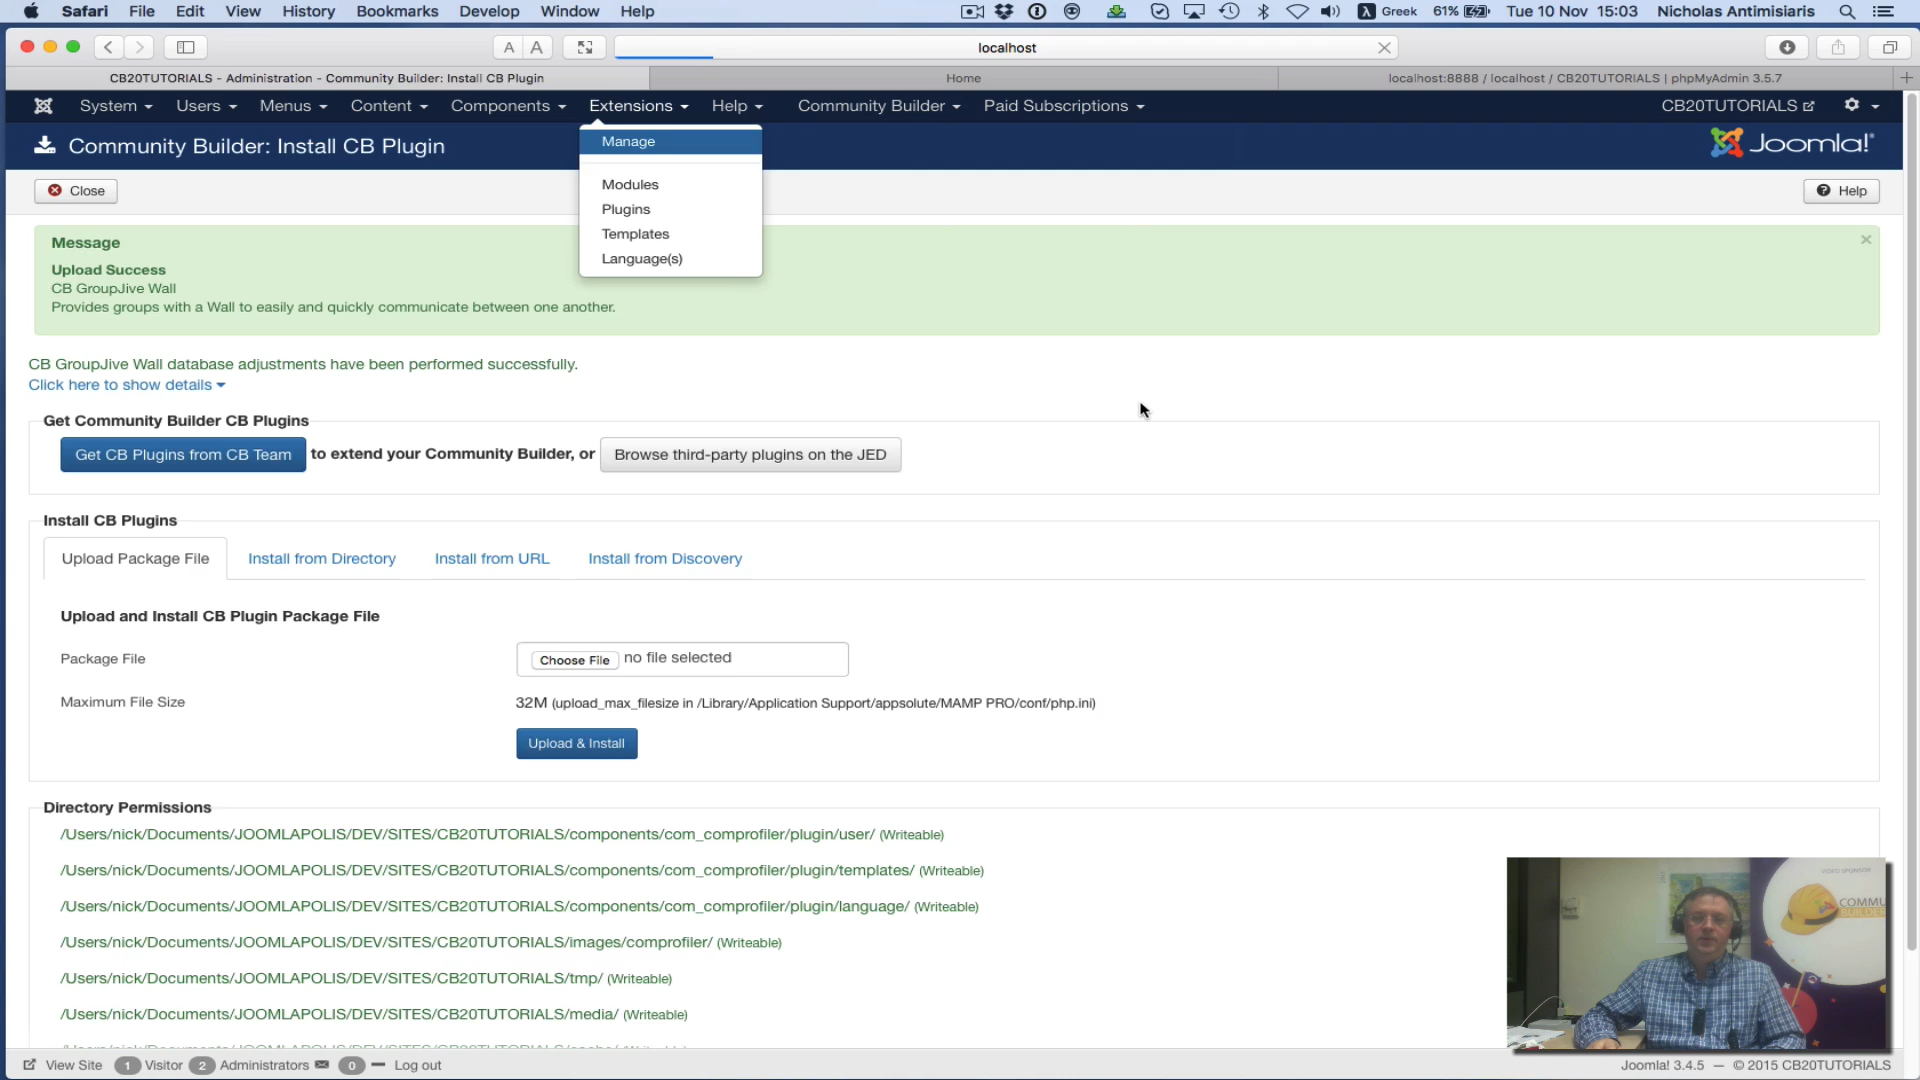 Safari File Edit View History Bookmarks Develop Window Help Greek 61% Tue 10 Nov 15:03 Nicholas Antimisiaris
A A localhost
CB20TUTORIALS - Administration - Community Builder: Install CB Plugin Home localhost:8888 / localhost / CB20TUTORIALS | phpMyAdmin 3.5.7
System Users Menus Content Components Extensions Help Community Builder Paid Subscriptions CB20TUTORIALS
Manage
Modules
Plugins
Templates
Language(s)
Community Builder: Install CB Plugin Joomla!
Close Help
Message
Upload Success
CB GroupJive Wall
Provides groups with a Wall to easily and quickly communicate between one another.
CB GroupJive Wall database adjustments have been performed successfully.
Click here to show details
Get Community Builder CB Plugins
Get CB Plugins from CB Team to extend your Community Builder, or Browse third-party plugins on the JED
Install CB Plugins
Upload Package File Install from Directory Install from URL Install from Discovery
Upload and Install CB Plugin Package File
Package File Choose File no file selected
Maximum File Size 32M (upload_max_filesize in /Library/Application Support/appsolute/MAMP PRO/conf/php.ini)
Upload & Install
Directory Permissions
/Users/nick/Documents/JOOMLAPOLIS/DEV/SITES/CB20TUTORIALS/components/com_comprofiler/plugin/user/ (Writeable)
/Users/nick/Documents/JOOMLAPOLIS/DEV/SITES/CB20TUTORIALS/components/com_comprofiler/plugin/templates/ (Writeable)
/Users/nick/Documents/JOOMLAPOLIS/DEV/SITES/CB20TUTORIALS/components/com_comprofiler/plugin/language/ (Writeable)
/Users/nick/Documents/JOOMLAPOLIS/DEV/SITES/CB20TUTORIALS/images/comprofiler/ (Writeable)
/Users/nick/Documents/JOOMLAPOLIS/DEV/SITES/CB20TUTORIALS/tmp/ (Writeable)
/Users/nick/Documents/JOOMLAPOLIS/DEV/SITES/CB20TUTORIALS/media/ (Writeable)
VIDEO SPONSOR
COMMU
BUILDER
View Site 1 Visitor 2 Administrators 0 Log out Joomla! 3.4.5 — © 2015 CB20TUTORIALS